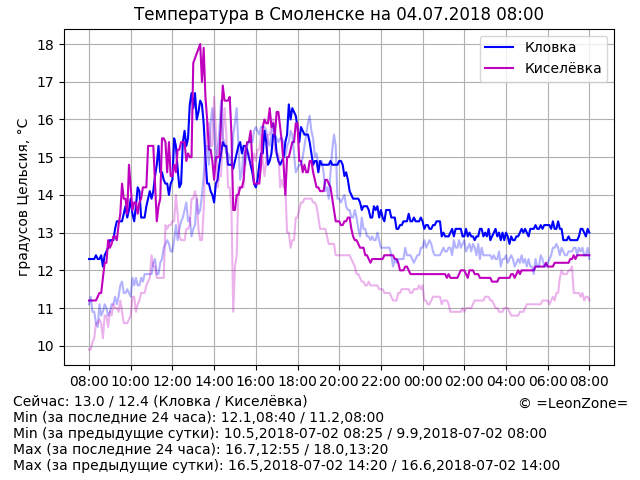 Температура в Смоленске на 04.07.2018 08:00
градусов Цельсия, °C
18
17
16
15
14
13
12
11
10
Кловка
Киселёвка
08:00 10:00 12:00 14:00 16:00 18:00 20:00 22:00 00:00 02:00 04:00 06:00 08:00
Сейчас: 13.0 / 12.4 (Кловка / Киселёвка)
© =LeonZone=
Min (за последние 24 часа): 12.1,08:40 / 11.2,08:00
Min (за предыдущие сутки): 10.5,2018-07-02 08:25 / 9.9,2018-07-02 08:00
Max (за последние 24 часа): 16.7,12:55 / 18.0,13:20
Max (за предыдущие сутки): 16.5,2018-07-02 14:20 / 16.6,2018-07-02 14:00